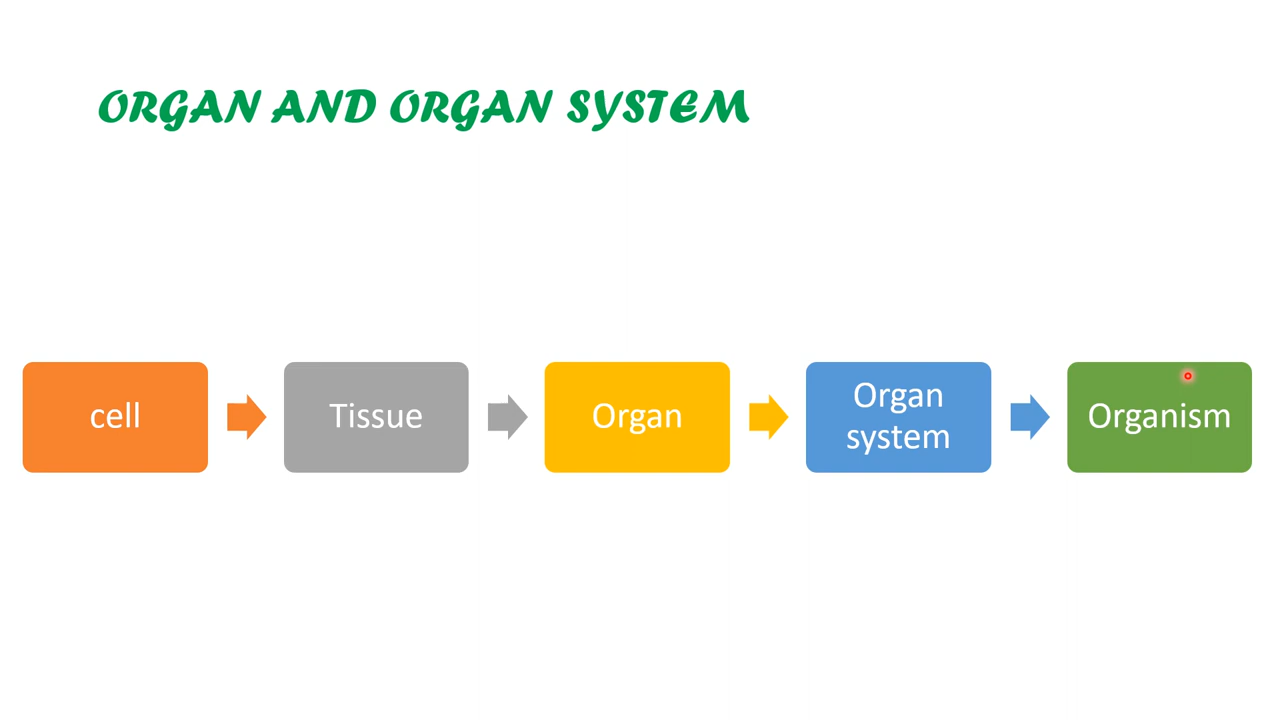 ORGAN AND ORGAN SYSTEM
cell
Tissue
Organ
Organ
system
Organism